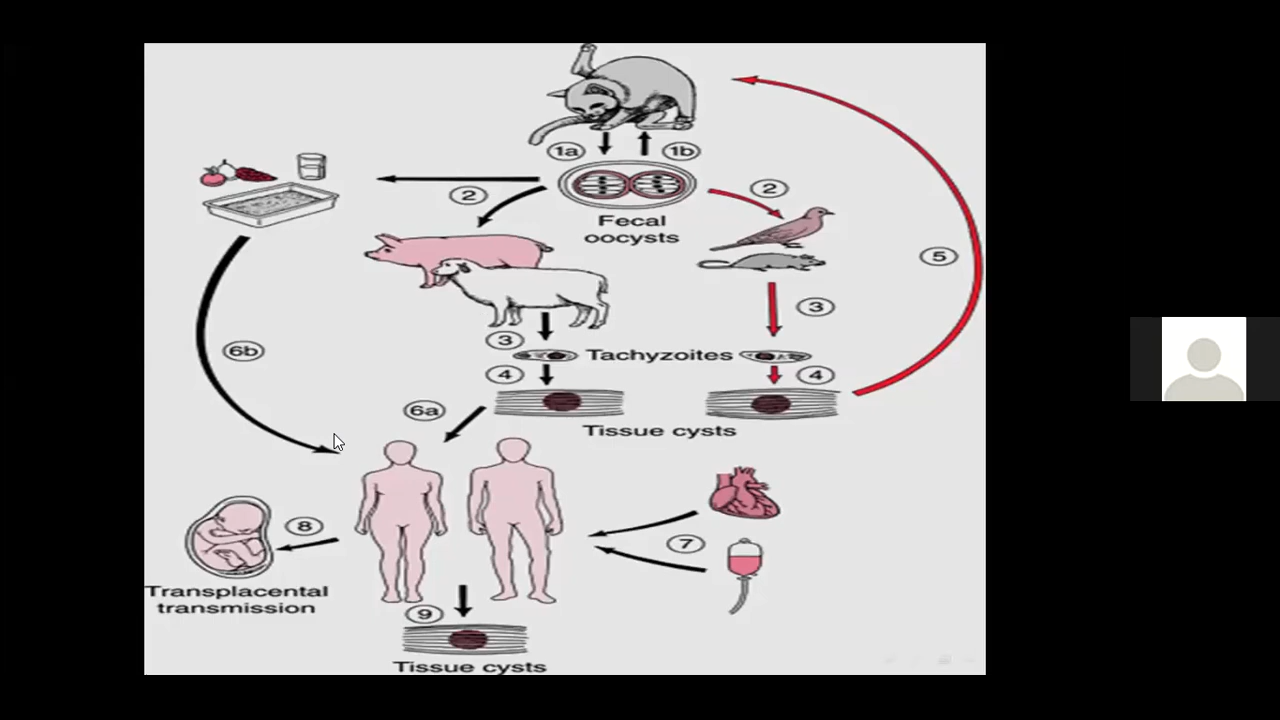 1a
1b
2
2
Fecal
oocysts
5
3
3
Tachyzoites
6b
4
4
6a
Tissue cysts
8
7
Transplacental
transmission
9
Tissue cysts